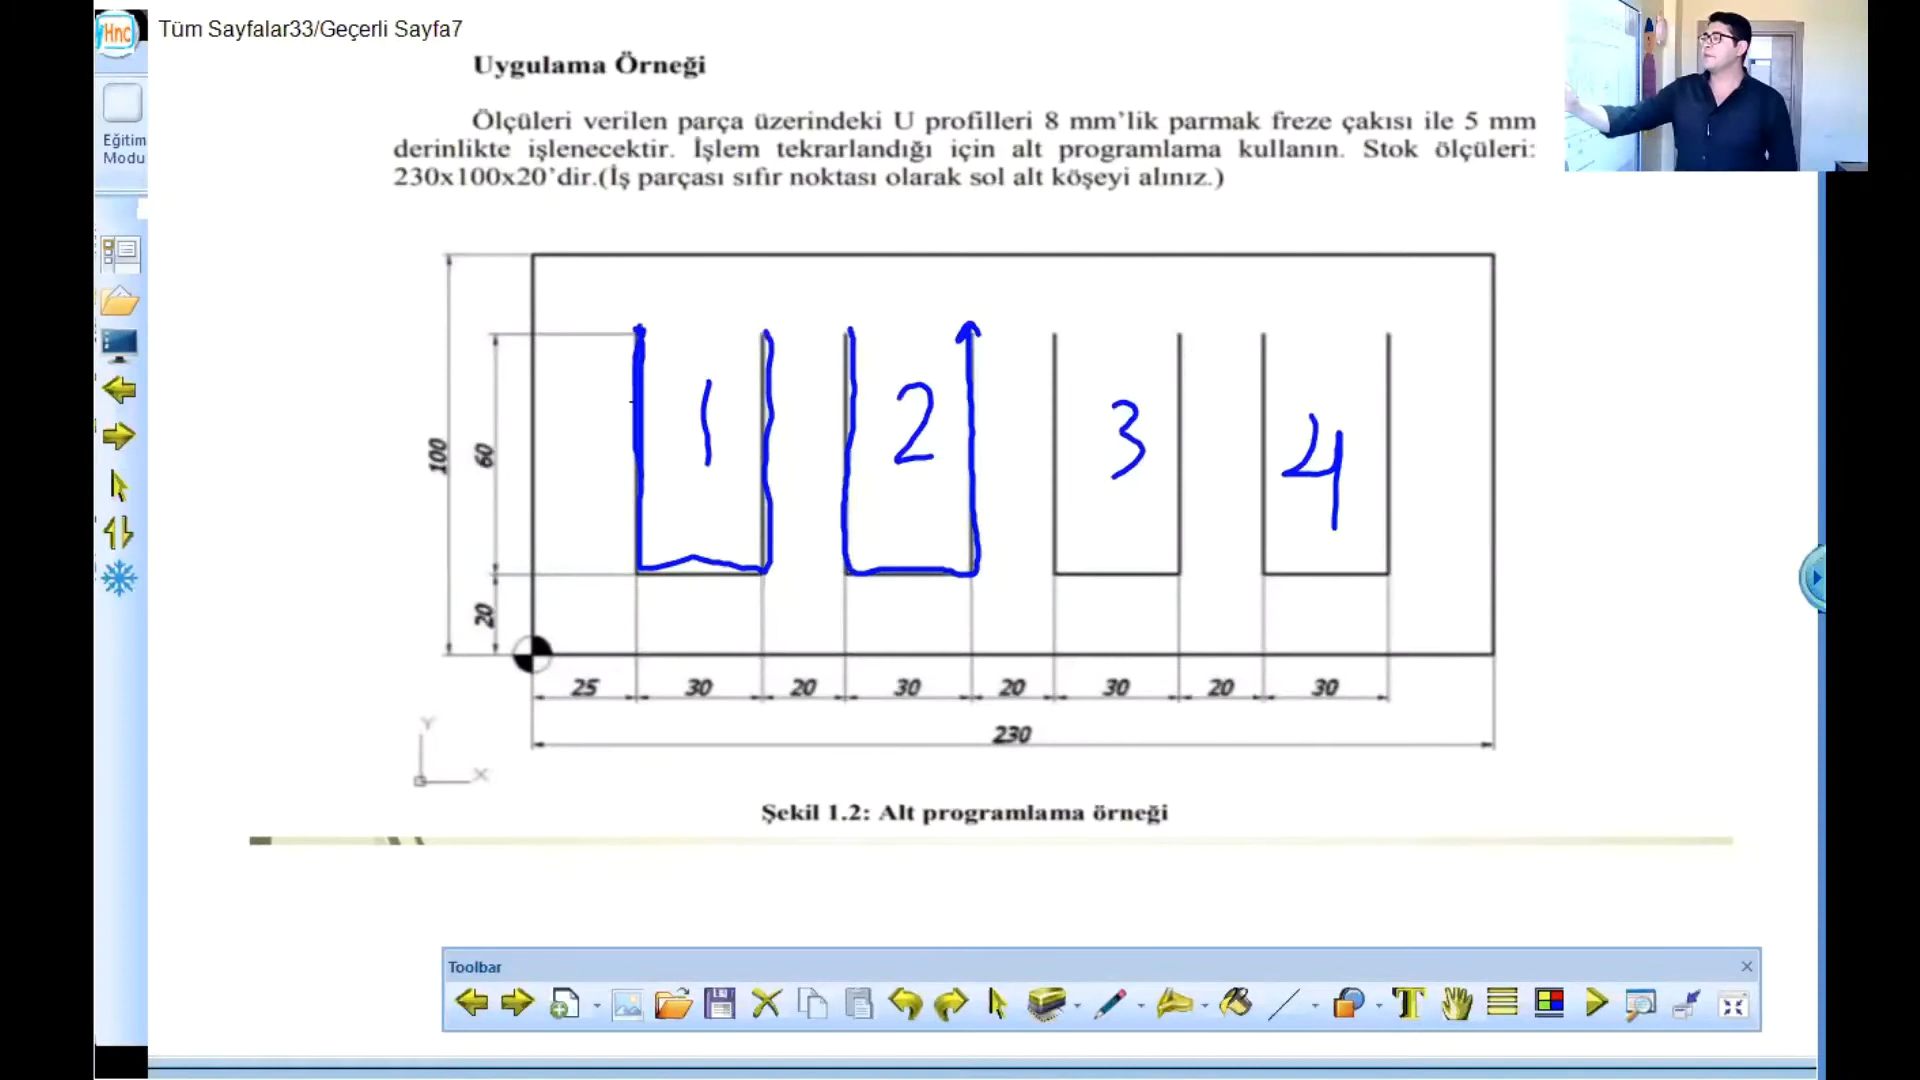 Hnc
Tüm Sayfalar33/Geçerli Sayfa7
Eğitim
Modu
Uygulama Örneği
Ölçüleri verilen parça üzerindeki U profilleri 8 mm’lik parmak freze çakısı ile 5 mm
derinlikte işlenecektir. İşlem tekrarlandığı için alt programlama kullanın. Stok ölçüleri:
230x100x20’dir.(İş parçası sıfır noktası olarak sol alt köşeyi alınız.)
100
60
20
1
2
3
4
25 30 20 30 20 30 20 30
230
Y
X
Şekil 1.2: Alt programlama örneği
Toolbar